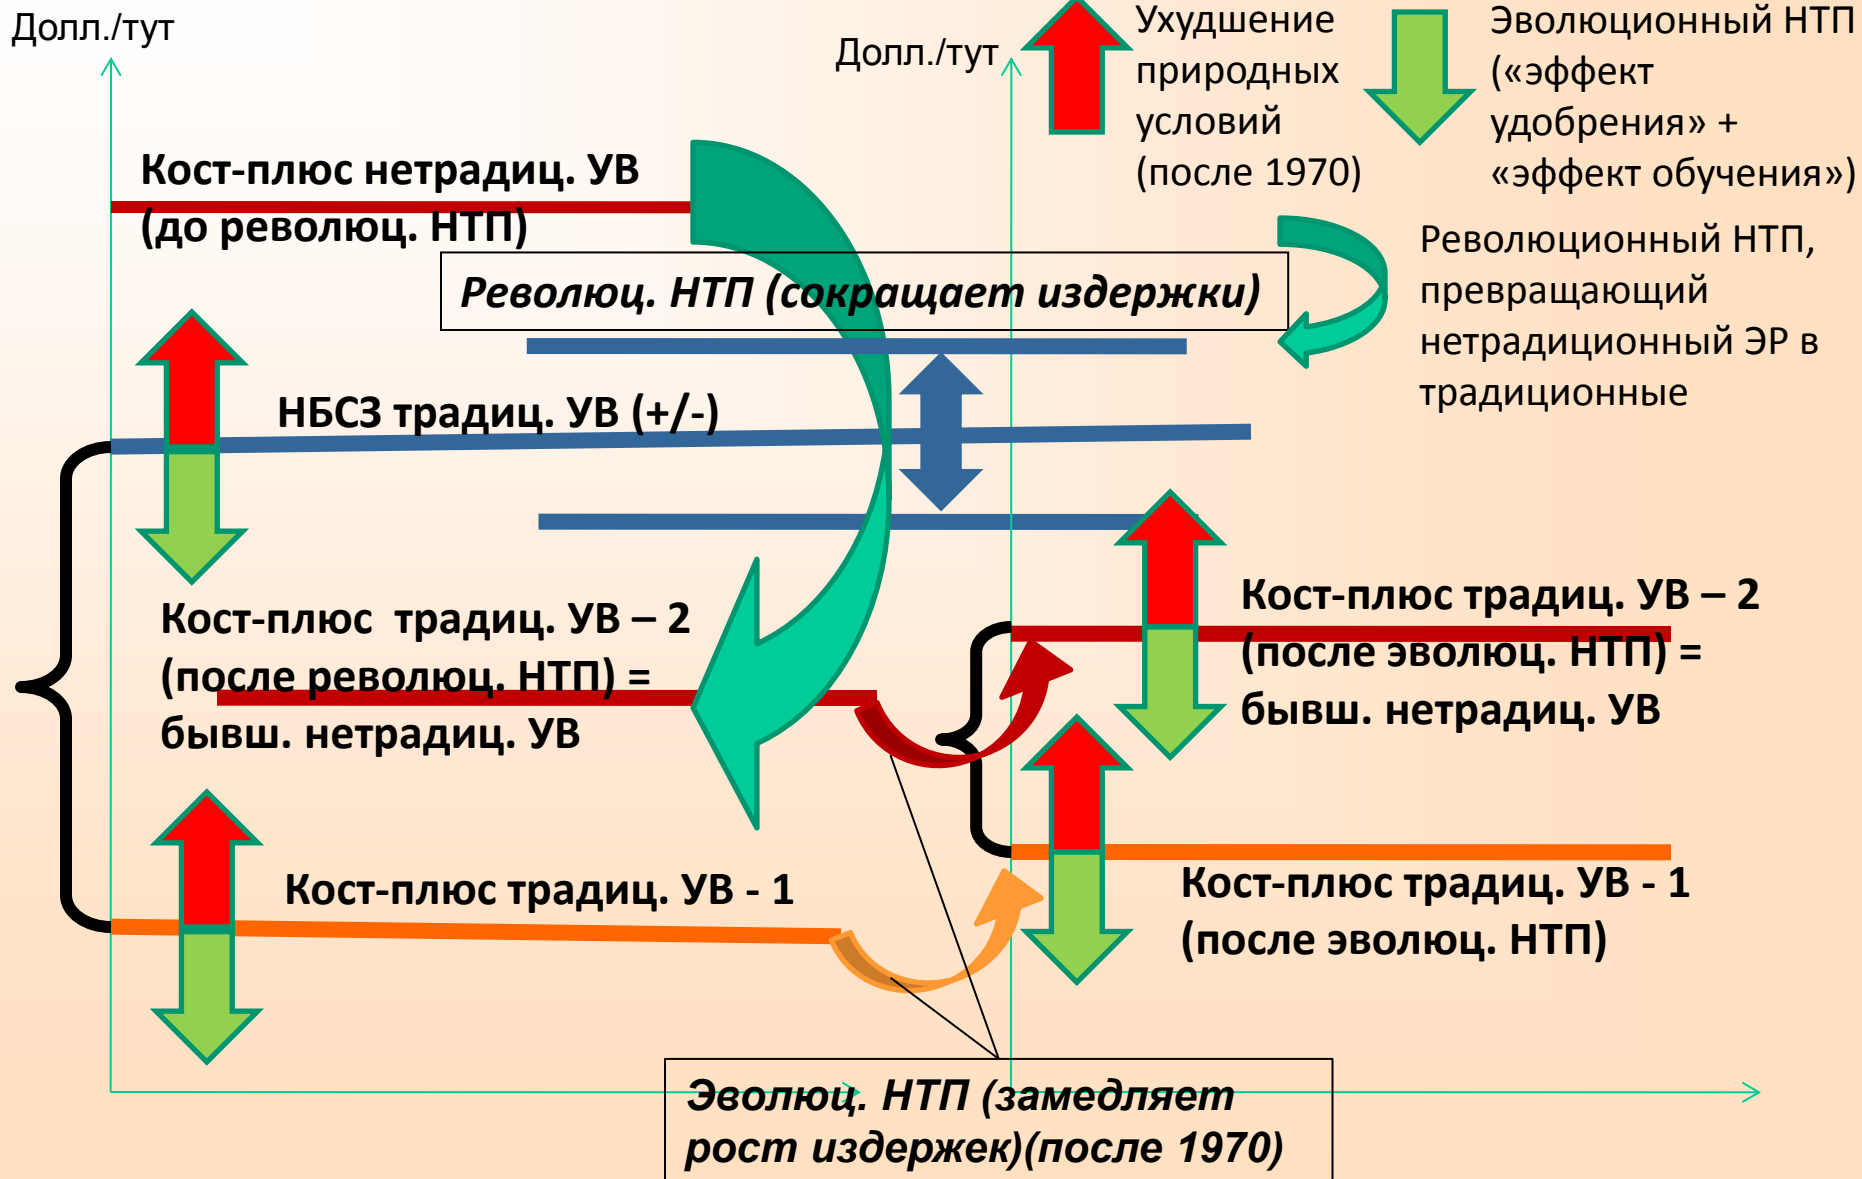 Долл./тут
Долл./тут
Ухудшение
природных
условий
(после 1970)
Эволюционный НТП
(«эффект
удобрения» +
«эффект обучения»)
Кост-плюс нетрадиц. УВ
(до революц. НТП)
Революц. НТП (сокращает издержки)
Революционный НТП,
превращающий
нетрадиционный ЭР в
традиционные
НБСЗ традиц. УВ (+/-)
Кост-плюс традиц. УВ – 2
(после революц. НТП) =
бывш. нетрадиц. УВ
Кост-плюс традиц. УВ – 2
(после эволюц. НТП) =
бывш. нетрадиц. УВ
Кост-плюс традиц. УВ - 1
Кост-плюс традиц. УВ - 1
(после эволюц. НТП)
Эволюц. НТП (замедляет
рост издержек)(после 1970)